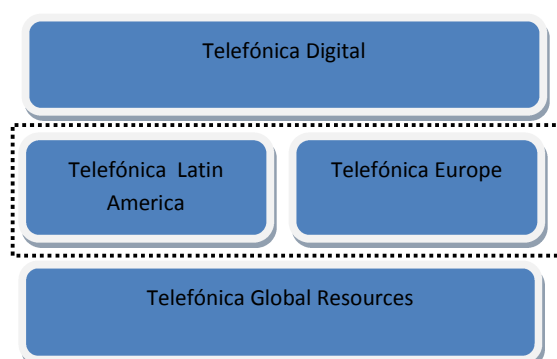 Telefónica Digital
Telefónica Latin
America
Telefónica Europe
Telefónica Global Resources